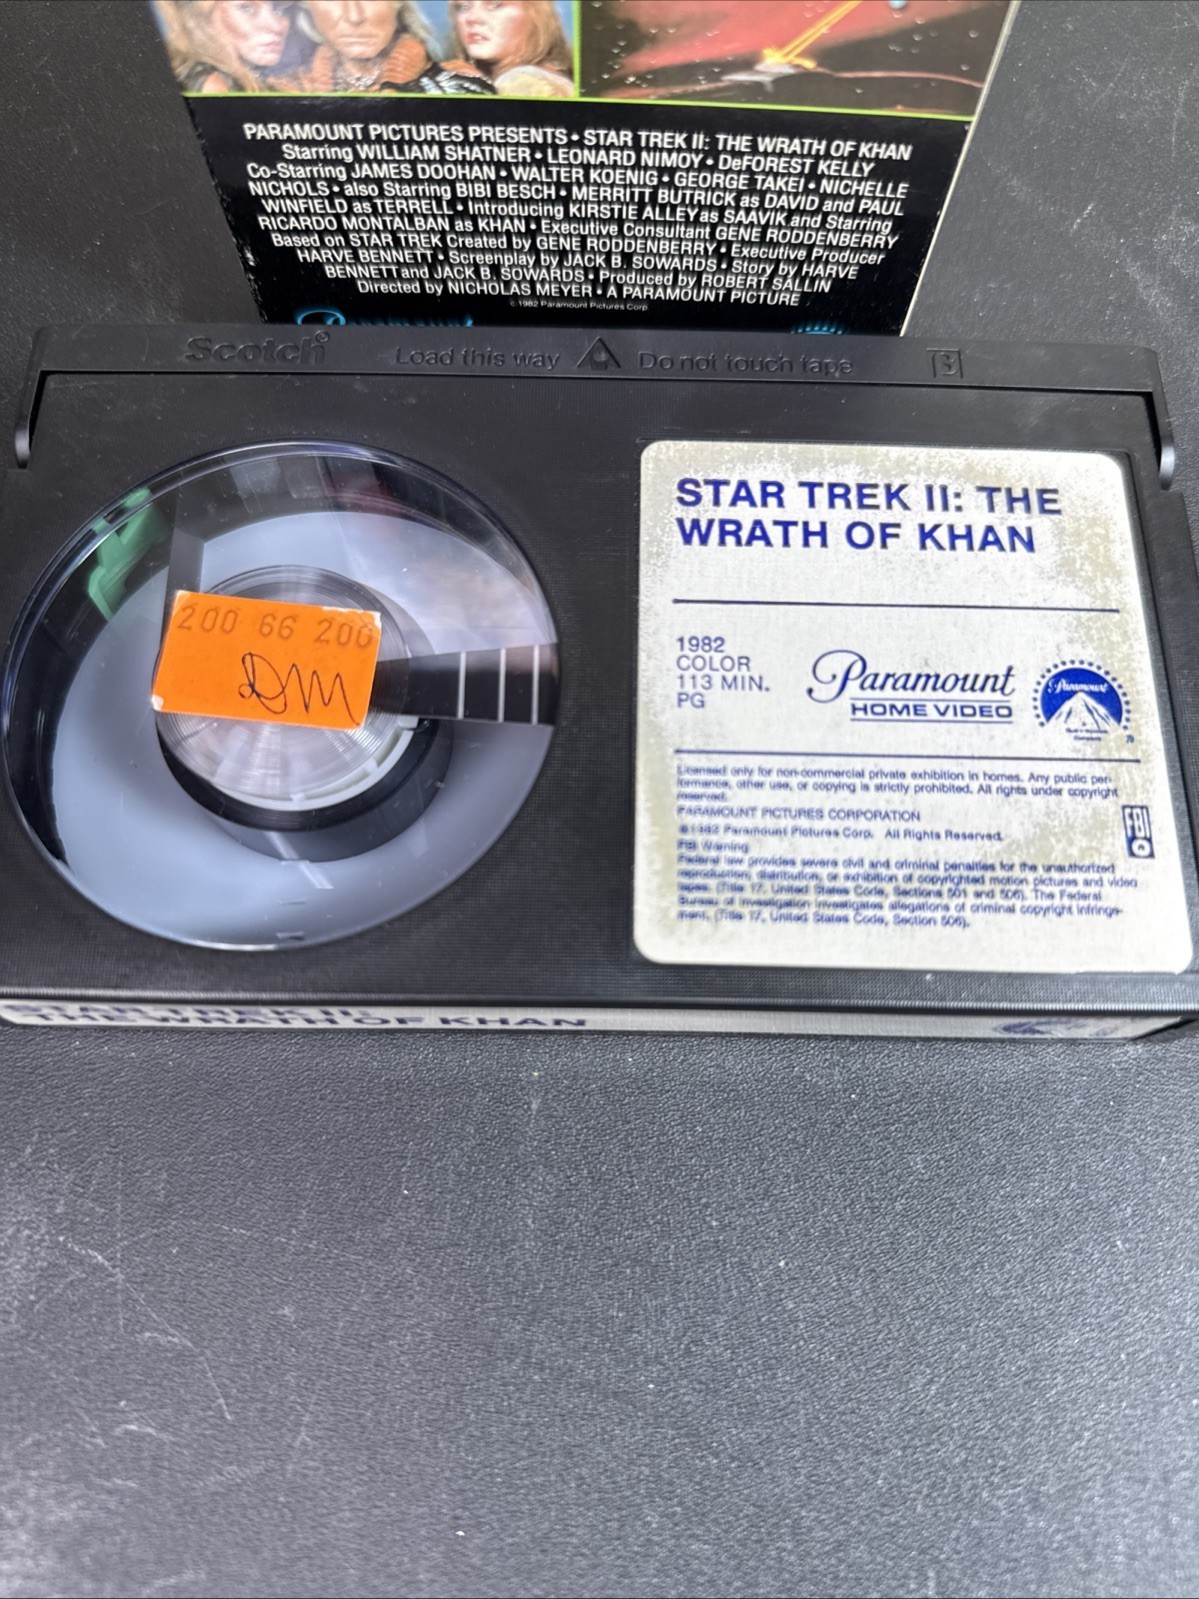 PARAMOUNT PICTURES PRESENTS • STAR TREK II: THE WRATH OF KHAN
Starring WILLIAM SHATNER • LEONARD NIMOY • DeFOREST KELLY
Co-Starring JAMES DOOHAN • WALTER KOENIG • GEORGE TAKEI • NICHELLE
NICHOLS • also Starring BIBI BESCH • MERRITT BUTRICK as DAVID and PAUL
WINFIELD as TERRELL • Introducing KIRSTIE ALLEY as SAAVIK and Starring
RICARDO MONTALBAN as KHAN • Executive Consultant GENE RODDENBERRY
Based on STAR TREK Created by GENE RODDENBERRY • Executive Producer
HARVE BENNETT • Screenplay by JACK B. SOWARDS • Story by HARVE
BENNETT and JACK B. SOWARDS • Produced by ROBERT SALLIN
Directed by NICHOLAS MEYER • A PARAMOUNT PICTURE
© 1982 Paramount Pictures Corp.
Paramount
Scotch® Load this way Do not touch tape B
STAR TREK II: THE
WRATH OF KHAN
200 66 200
DM
1982
COLOR
113 MIN.
PG
Paramount
HOME VIDEO
Paramount
Licensed only for non-commercial private exhibition in homes. Any public per-
formance, other use, or copying is strictly prohibited. All rights under copyright
reserved.
PARAMOUNT PICTURES CORPORATION
©1982 Paramount Pictures Corp. All Rights Reserved.
FBI Warning
Federal law provides severe civil and criminal penalties for the unauthorized
reproduction, distribution, or exhibition of copyrighted motion pictures and video
tapes. (Title 17, United States Code, Sections 501 and 506). The Federal
Bureau of Investigation investigates allegations of criminal copyright infringe-
ment. (Title 17, United States Code, Section 506).
FBI
STAR TREK II:
THE WRATH OF KHAN